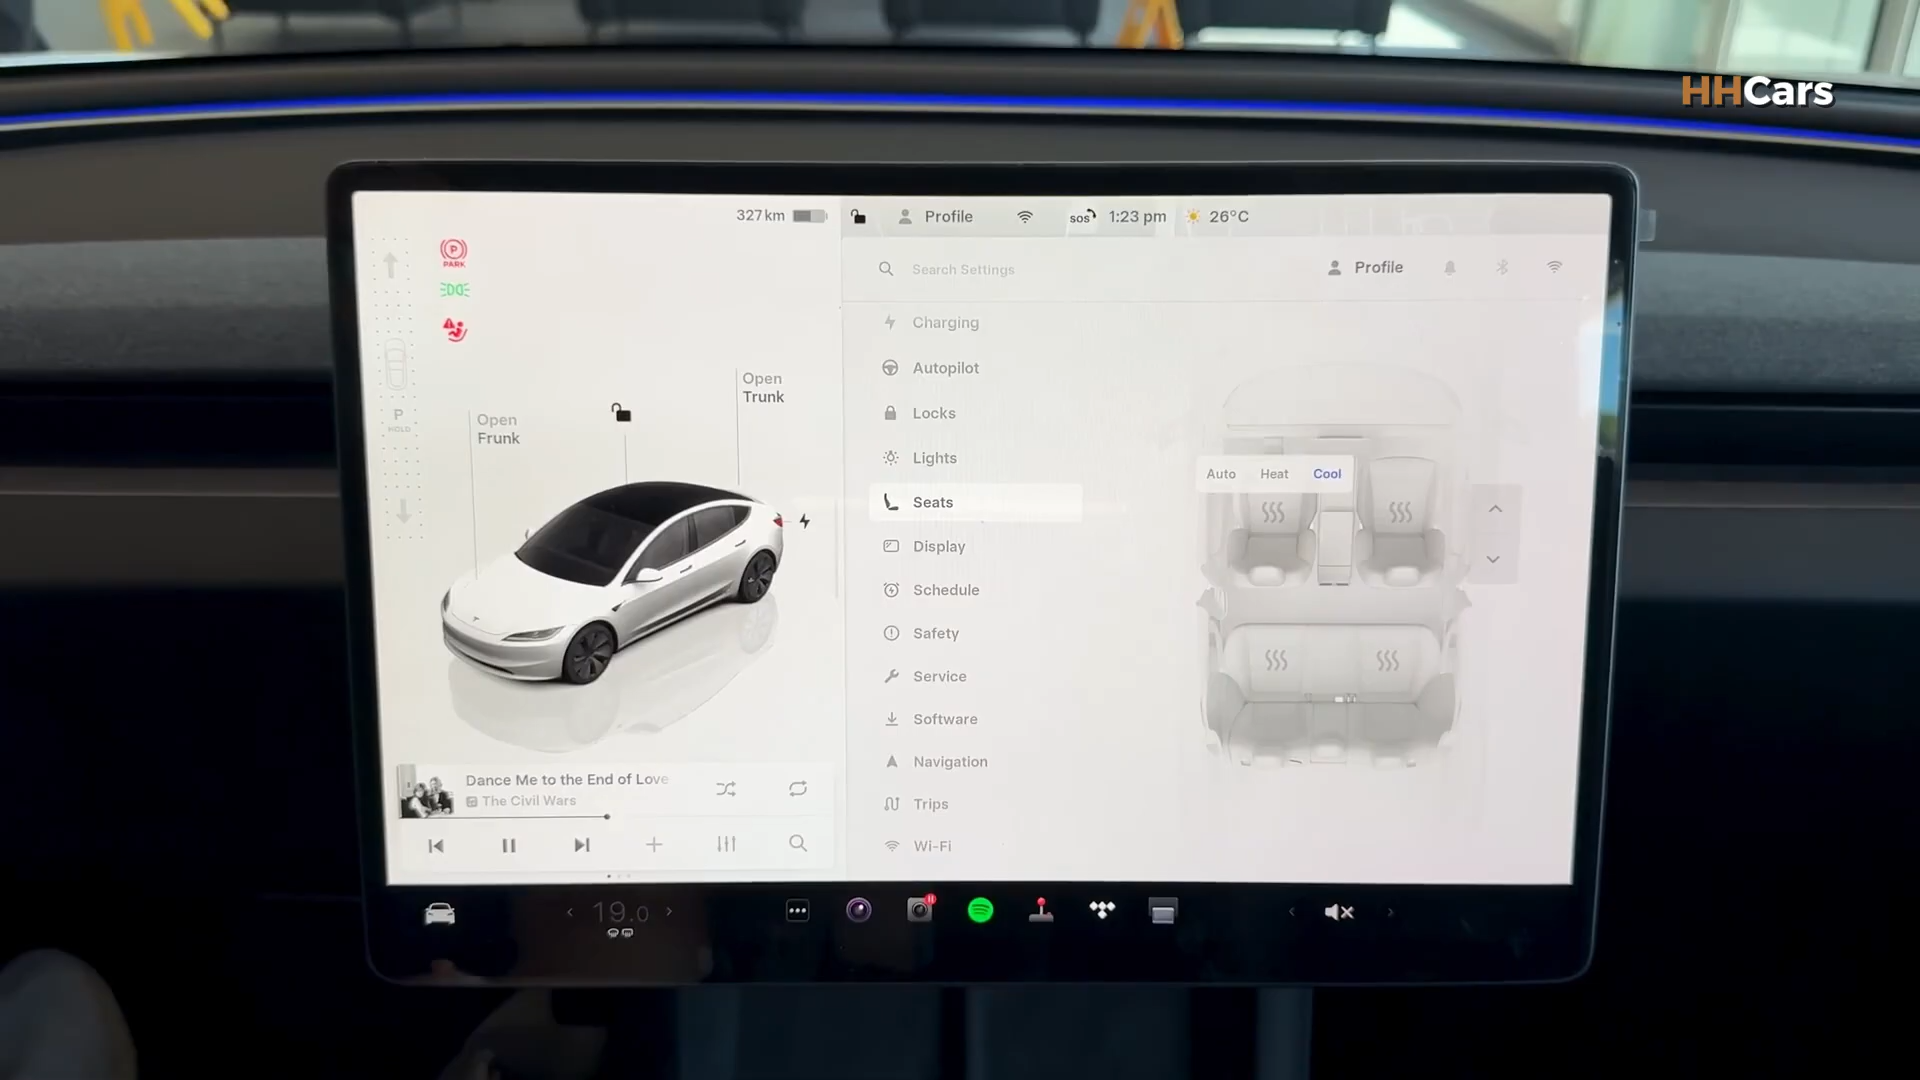 HHCars
327 km
Profile
sos
1:23 pm
26°C
PARK
Search Settings
Profile
Charging
Autopilot
Locks
Lights
Seats
Display
Schedule
Safety
Service
Software
Navigation
Trips
Wi-Fi
P
HOLD
Open
Frunk
Open
Trunk
Auto Heat Cool
Dance Me to the End of Love
The Civil Wars
19.0